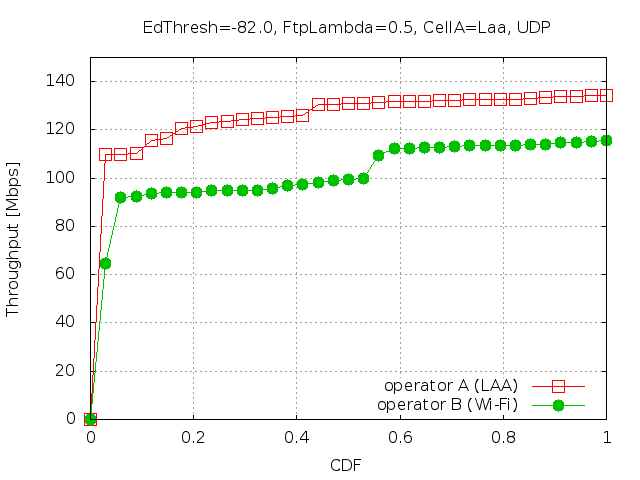 EdThresh=-82.0, FtpLambda=0.5, CellA=Laa, UDP
Throughput [Mbps]
140
120
100
80
60
40
20
0
operator A (LAA)
operator B (Wi-Fi)
0
0.2
0.4
0.6
0.8
1
CDF